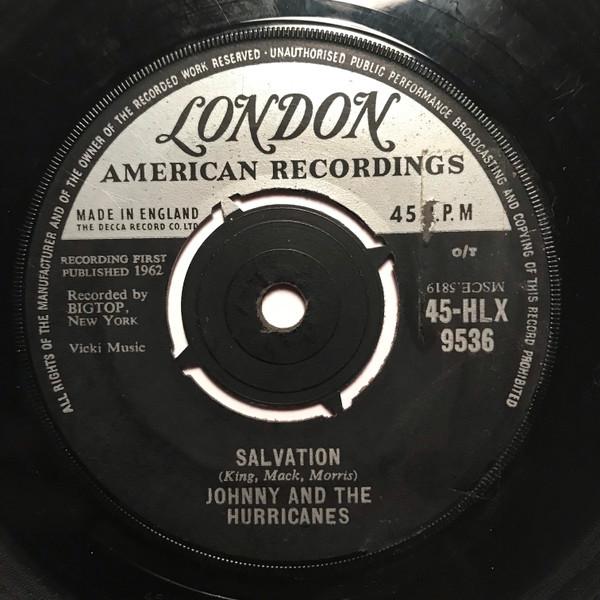 ALL RIGHTS OF THE MANUFACTURER AND OF THE OWNER OF THE RECORDED WORK RESERVED · UNAUTHORISED PUBLIC PERFORMANCE BROADCASTING AND COPYING OF THIS RECORD PROHIBITED
LONDON
AMERICAN RECORDINGS
MADE IN ENGLAND
THE DECCA RECORD CO. LTD
45 .P.M
RECORDING FIRST
PUBLISHED 1962
Recorded by
BIGTOP,
NEW YORK
Vicki Music
O/T
MSCE.5819
45-HLX
9536
SALVATION
(King, Mack, Morris)
JOHNNY AND THE
HURRICANES